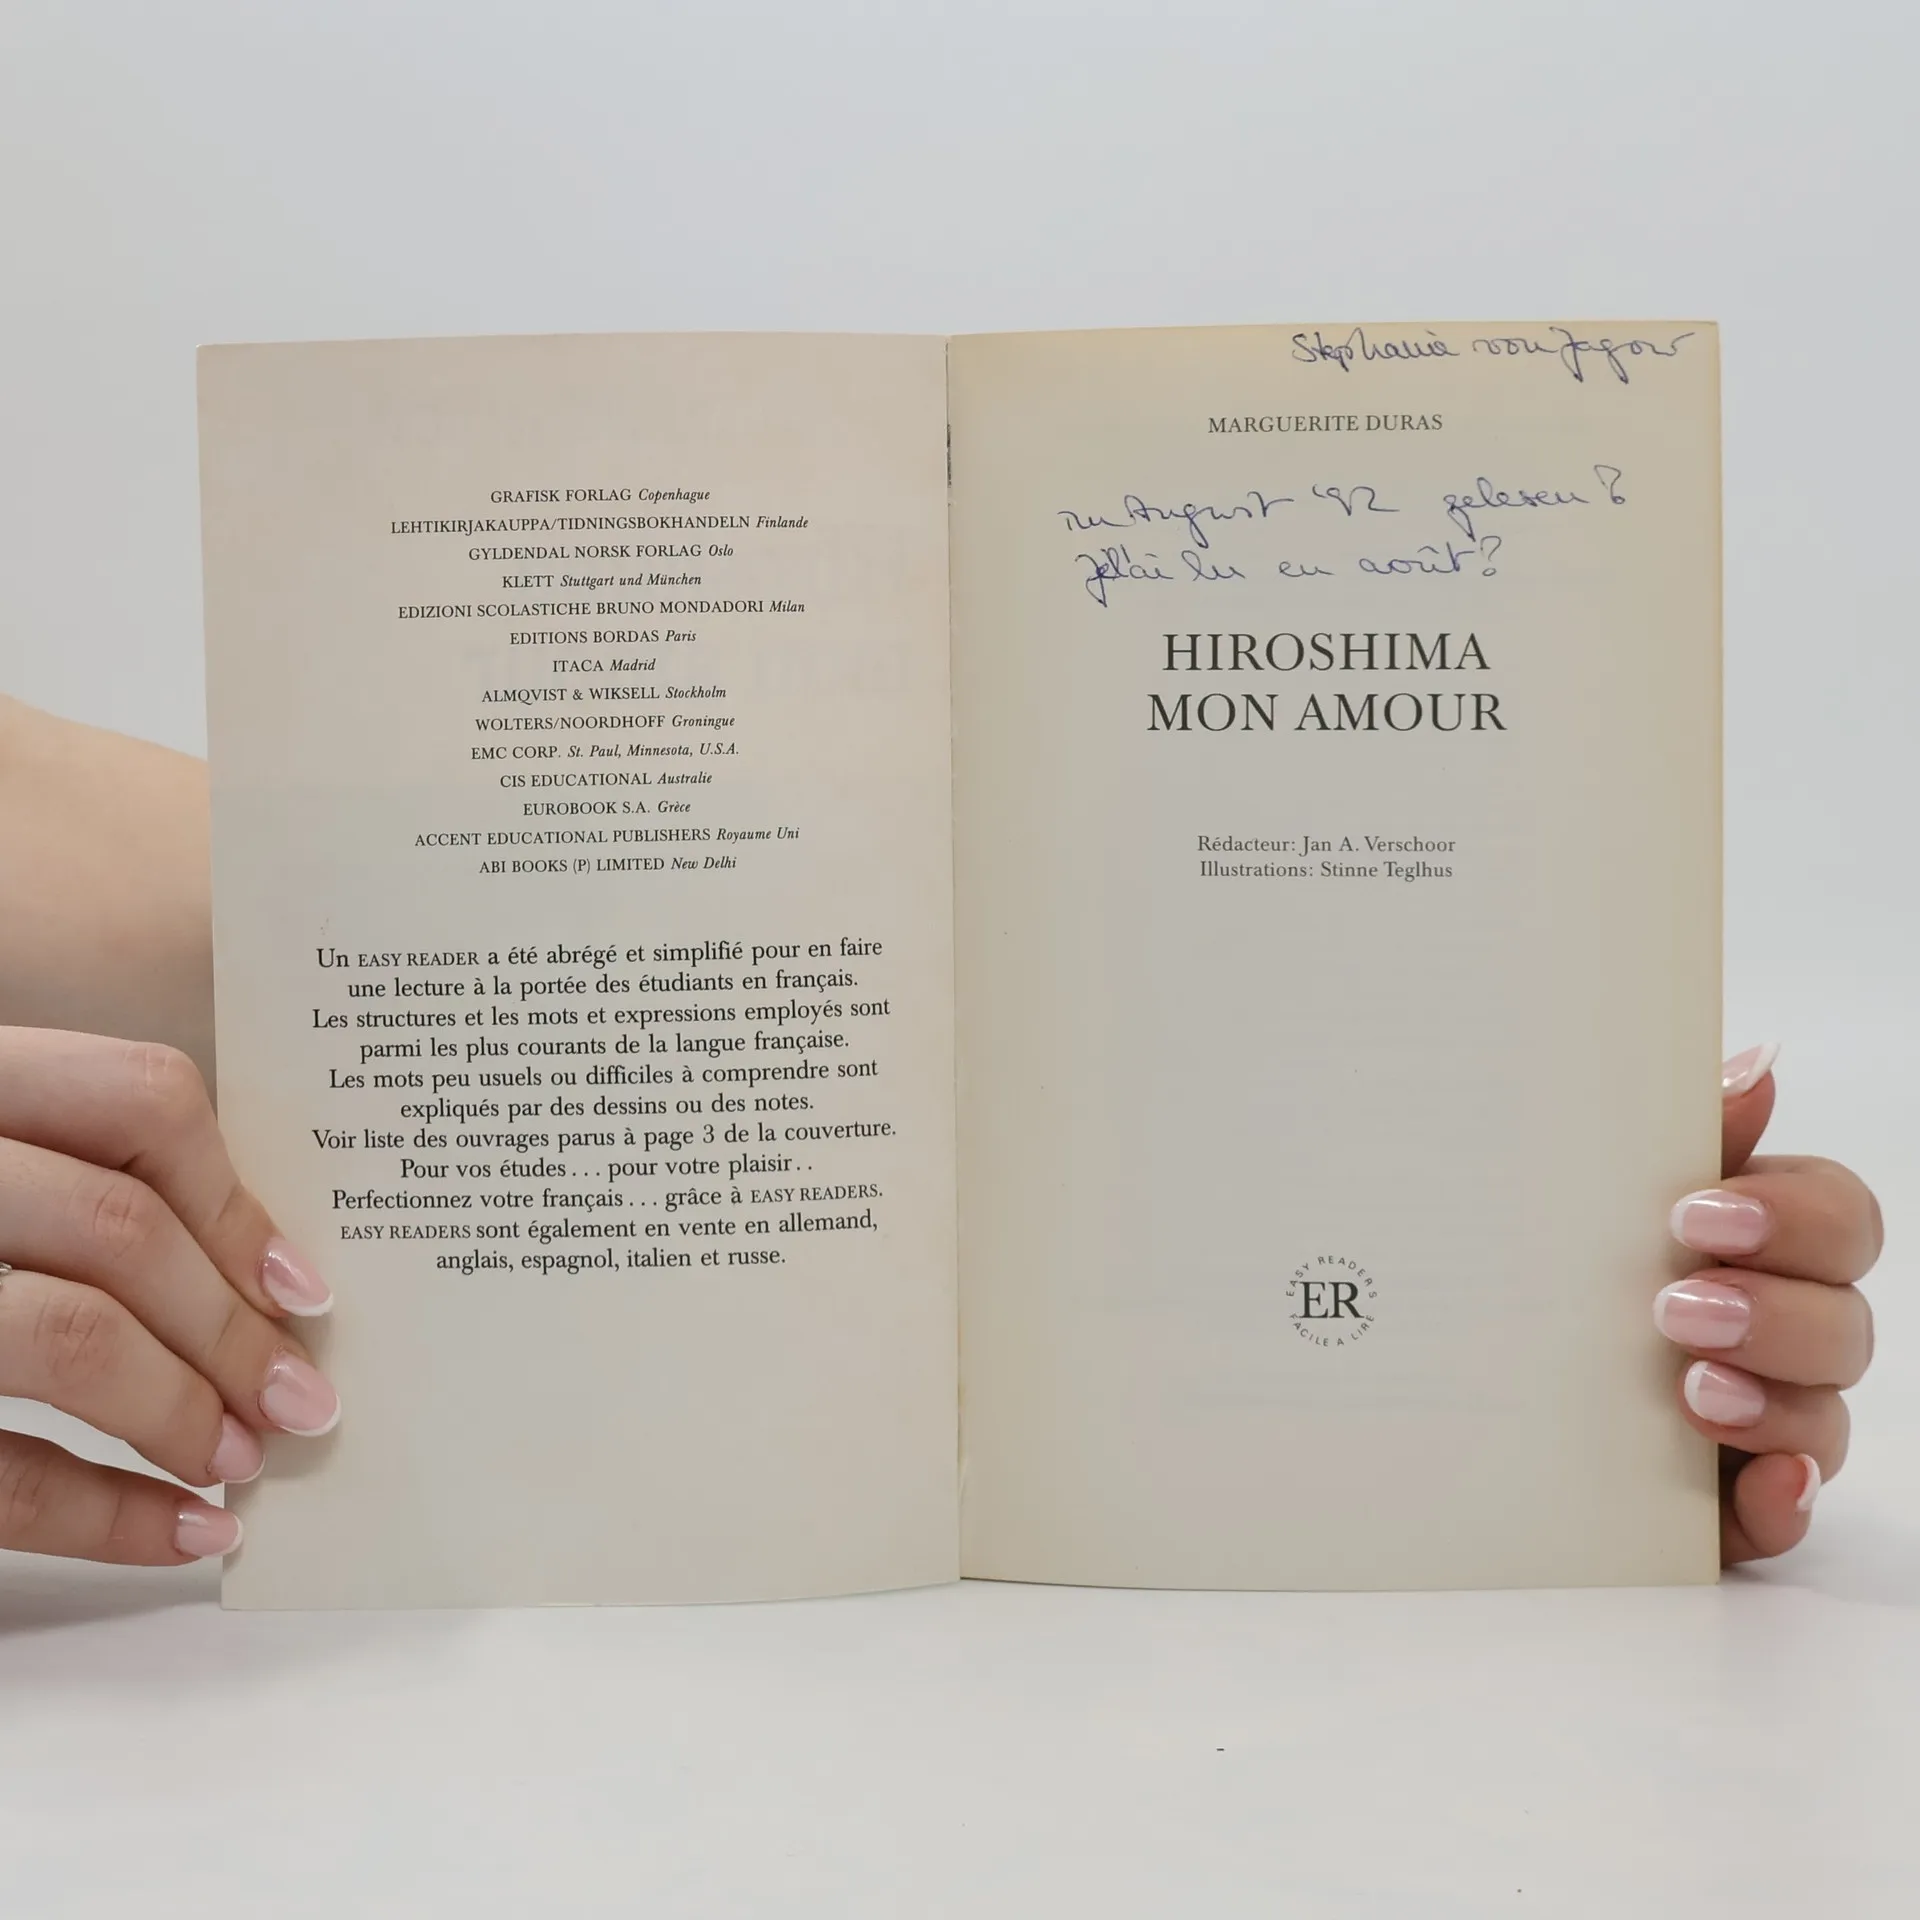 GRAFISK FORLAG Copenhague
LEHTIKIRJAKAUPPA/TIDNINGSBOKHANDELN Finlande
GYLDENDAL NORSK FORLAG Oslo
KLETT Stuttgart und München
EDIZIONI SCOLASTICHE BRUNO MONDADORI Milan
EDITIONS BORDAS Paris
ITACA Madrid
ALMQVIST & WIKSELL Stockholm
WOLTERS/NOORDHOFF Groningue
EMC CORP. St. Paul, Minnesota, U.S.A.
CIS EDUCATIONAL Australie
EUROBOOK S.A. Grèce
ACCENT EDUCATIONAL PUBLISHERS Royaume Uni
ABI BOOKS (P) LIMITED New Delhi
Un EASY READER a été abrégé et simplifié pour en faire
une lecture à la portée des étudiants en français.
Les structures et les mots et expressions employés sont
parmi les plus courants de la langue française.
Les mots peu usuels ou difficiles à comprendre sont
expliqués par des dessins ou des notes.
Voir liste des ouvrages parus à page 3 de la couverture.
Pour vos études . . . pour votre plaisir . .
Perfectionnez votre français . . . grâce à EASY READERS.
EASY READERS sont également en vente en allemand,
anglais, espagnol, italien et russe.
Stephanie von Jagow
MARGUERITE DURAS
im August '92 gelesen?
Je l'ai lu en août?
HIROSHIMA
MON AMOUR
Rédacteur: Jan A. Verschoor
Illustrations: Stinne Teglhus
EASY READERS
ER
FACILE A LIRE